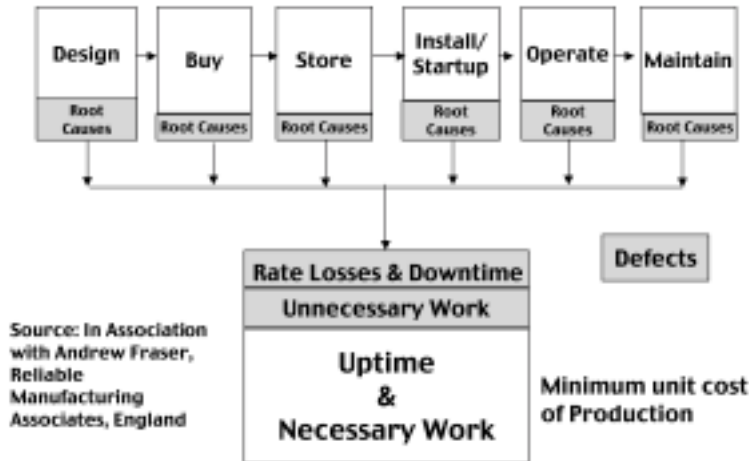 Design
Buy
Store
Install/
Startup
Operate
Maintain
Root
Causes
Root Causes
Root Causes
Root
Causes
Root
Causes
Root Causes
Rate Losses & Downtime
Defects
Unnecessary Work
Source: In Association
with Andrew Fraser,
Reliable
Manufacturing
Associates, England
Uptime
&
Necessary Work
Minimum unit cost
of Production